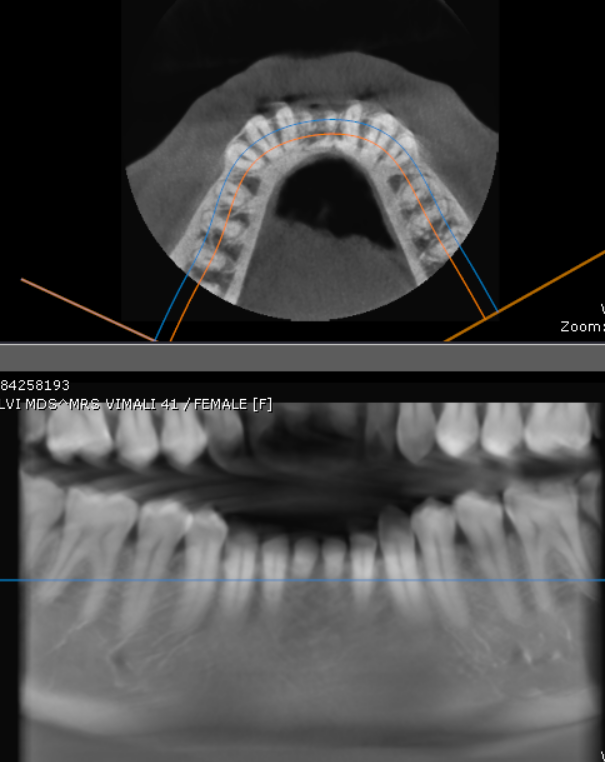 Zoom:
84258193
LVI MDS^MRS VIMALI 41 / FEMALE [F]